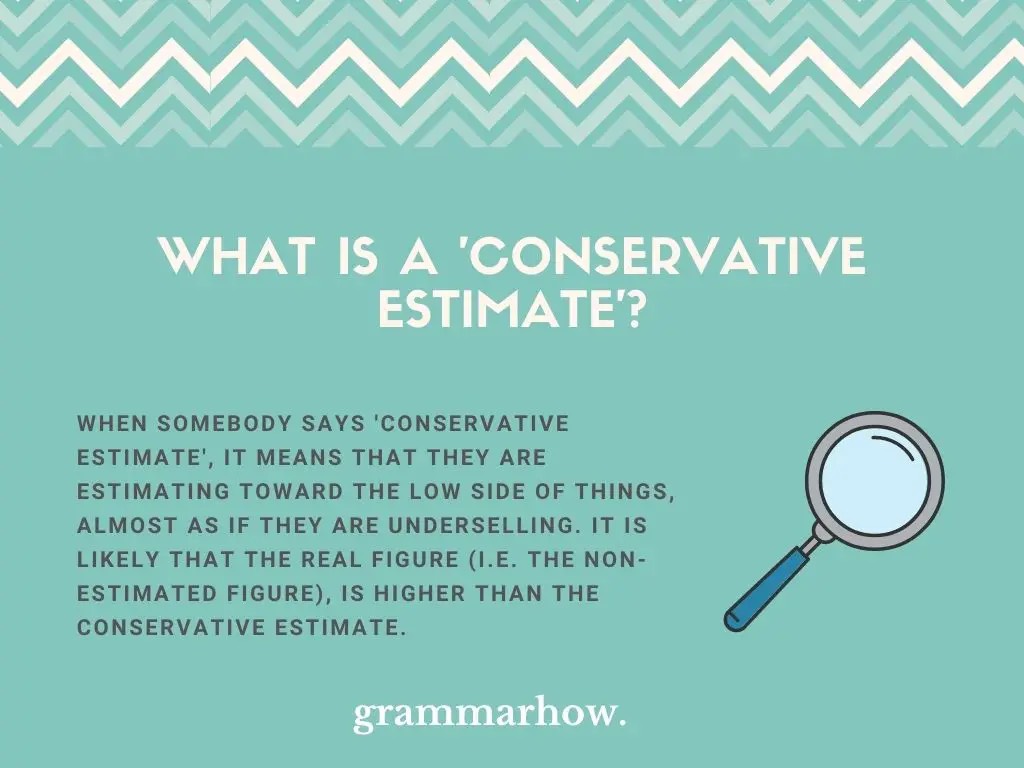 WHAT IS A 'CONSERVATIVE
ESTIMATE'?
WHEN SOMEBODY SAYS 'CONSERVATIVE
ESTIMATE', IT MEANS THAT THEY ARE
ESTIMATING TOWARD THE LOW SIDE OF THINGS,
ALMOST AS IF THEY ARE UNDERSELLING. IT IS
LIKELY THAT THE REAL FIGURE (I.E. THE NON-
ESTIMATED FIGURE), IS HIGHER THAN THE
CONSERVATIVE ESTIMATE.
grammarhow.